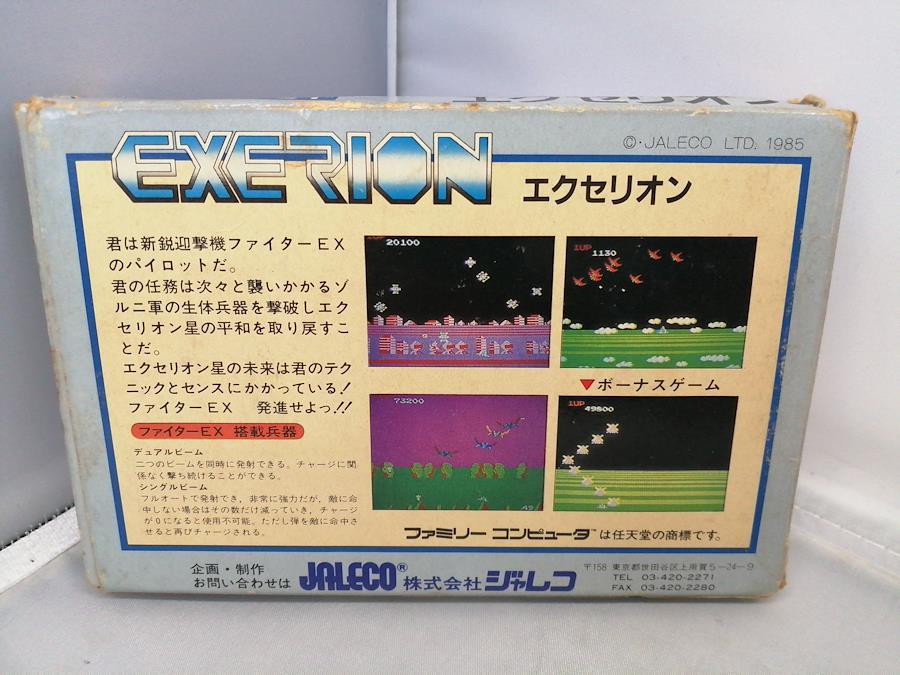 エクセリオン
EXERION
エクセリオン
©・JALECO LTD. 1985
君は新鋭迎撃機ファイターEX
のパイロットだ。
君の任務は次々と襲いかかるゾ
ルニ軍の生体兵器を撃破しエク
セリオン星の平和を取り戻すこ
とだ。
エクセリオン星の未来は君のテク
ニックとセンスにかかっている!
ファイターEX 発進せよっ!!
ファイターEX 搭載兵器
デュアルビーム
二つのビームを同時に発射できる。チャージに関
係なく撃ち続けることができる。
シングルビーム
フルオートで発射でき,非常に強力だが,敵に命
中しない場合はその数だけ減っていき,チャージ
が0になると使用不可能。ただし弾を敵に命中さ
せると再びチャージされる。
1UP
20100
1UP
1130
▼ボーナスゲーム
73200
49
1UP
49800
ファミリー コンピュータ™は任天堂の商標です。
企画・制作
お問い合わせは
JALECO® 株式会社ジャレコ
〒158 東京都世田谷区上用賀5-24-9
TEL 03-420-2271
FAX 03-420-2280